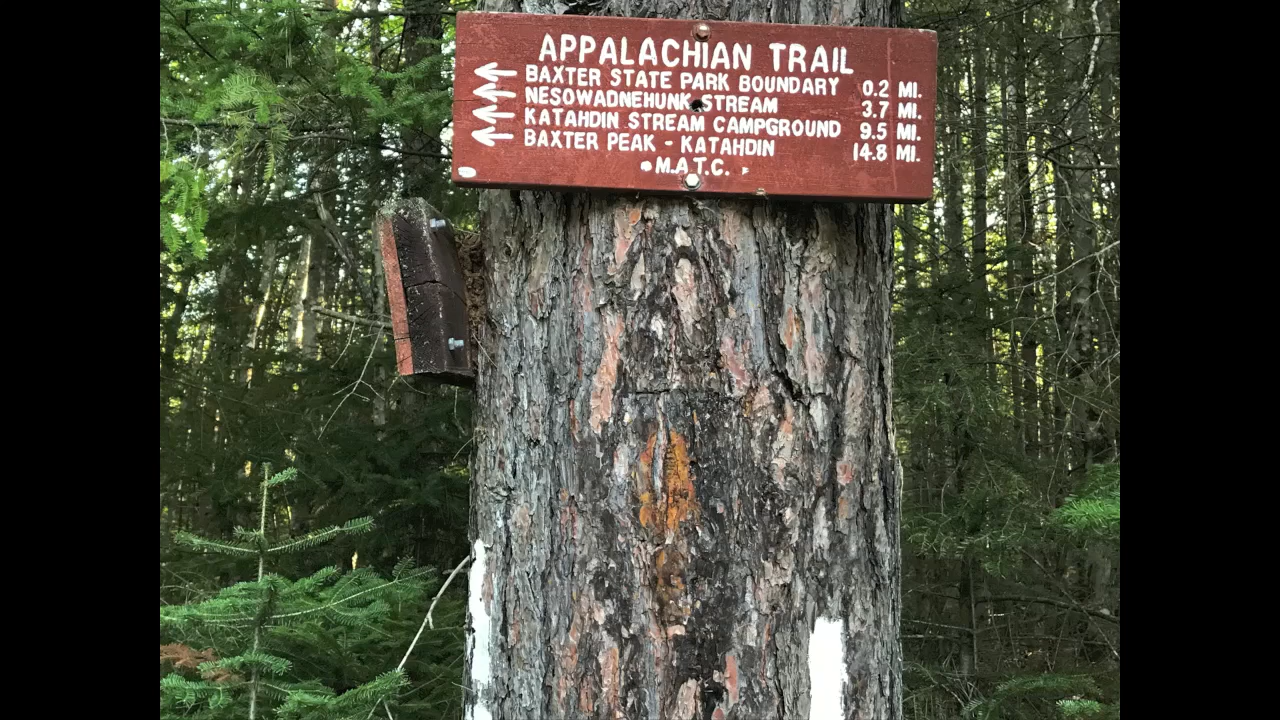 APPALACHIAN TRAIL
BAXTER STATE PARK BOUNDARY 0.2 MI.
NESOWADNEHUNK STREAM 3.7 MI.
KATAHDIN STREAM CAMPGROUND 9.5 MI.
BAXTER PEAK - KATAHDIN 14.8 MI.
M.A.T.C.